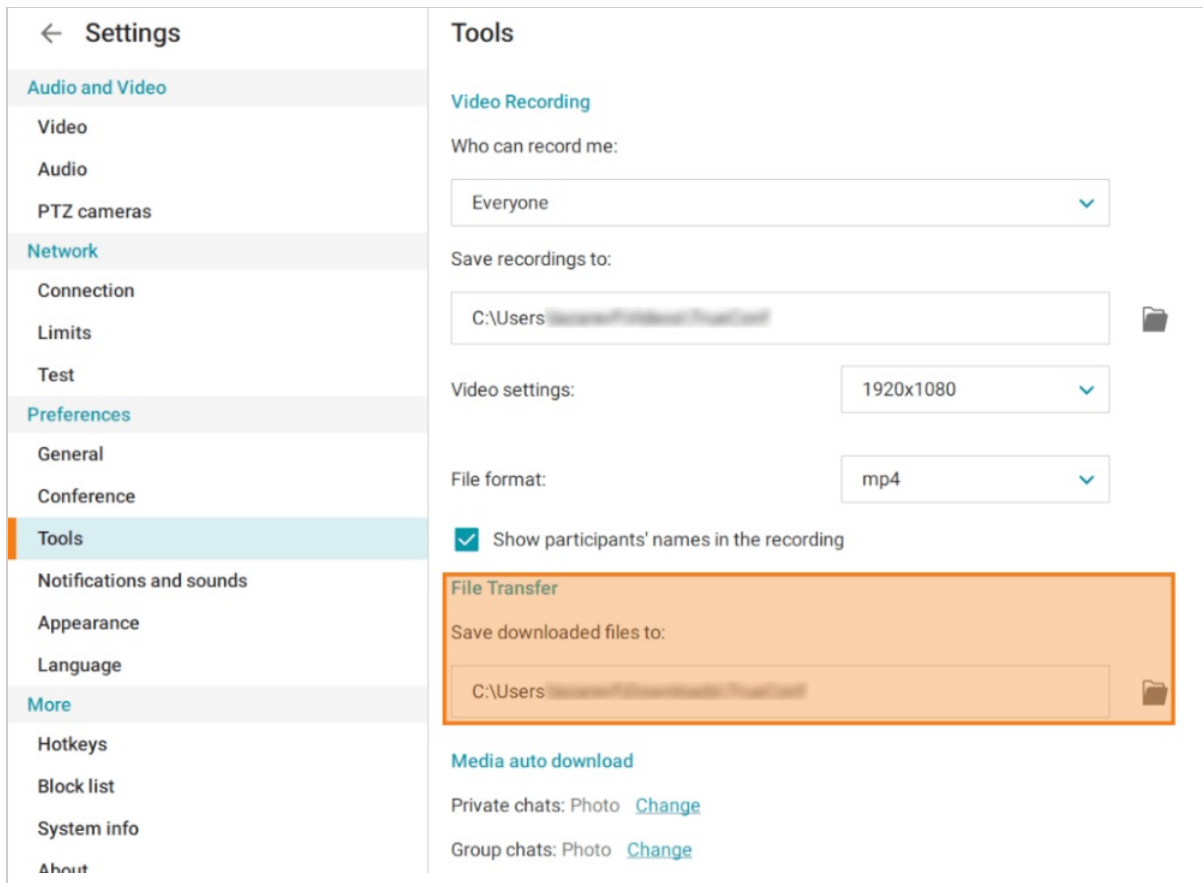 Settings
Audio and Video
Video
Audio
PTZ cameras
Network
Connection
Limits
Test
Preferences
General
Conference
Tools
Notifications and sounds
Appearance
Language
More
Hotkeys
Block list
System info
About
Tools
Video Recording
Who can record me:
Everyone
Save recordings to:
C:\Users
Video settings:
1920x1080
File format:
mp4
Show participants' names in the recording
File Transfer
Save downloaded files to:
C:\Users
Media auto download
Private chats: Photo Change
Group chats: Photo Change